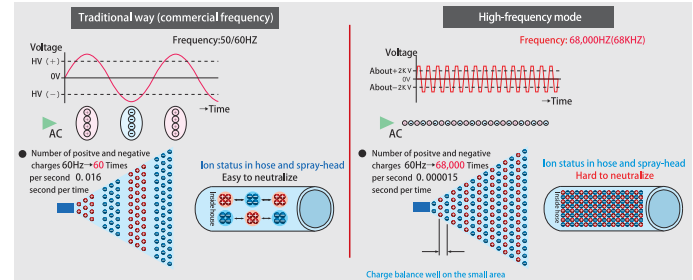 Traditional way (commercial frequency)
Frequency:50/60HZ
Voltage
HV (+)
0V
HV (−)
→Time
AC
● Number of positve and negative
charges 60Hz→60 Times
per second 0.016
second per time
Ion status in hose and spray-head
Easy to neutralize
Inside house
High-frequency mode
Frequency: 68,000HZ(68KHZ)
Voltage
About+2KV
0V
About−2KV
→Time
AC
● Number of positve and negative
charges 60Hz→68,000 Times
per second 0.000015
second per time
Ion status in hose and spray-head
Hard to neutralize
Inside hose
Charge balance well on the small area